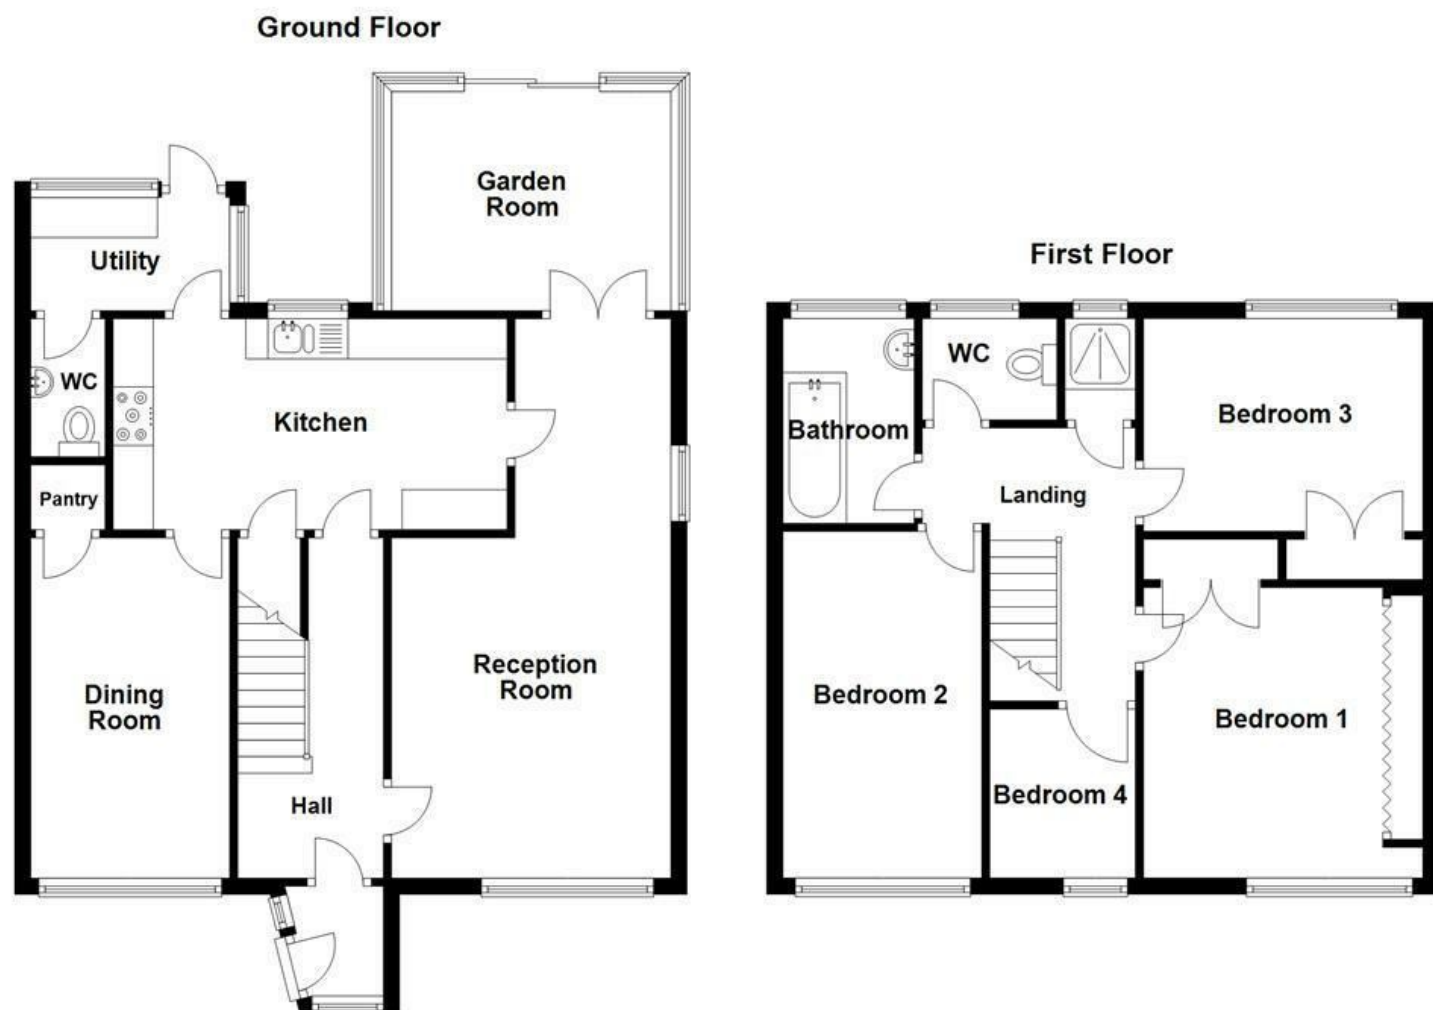 Ground Floor
Garden
Room
Utility
WC
Kitchen
Pantry
Reception
Room
Dining
Room
Hall
First Floor
WC
Bathroom
Bedroom 3
Landing
Bedroom 2
Bedroom 1
Bedroom 4